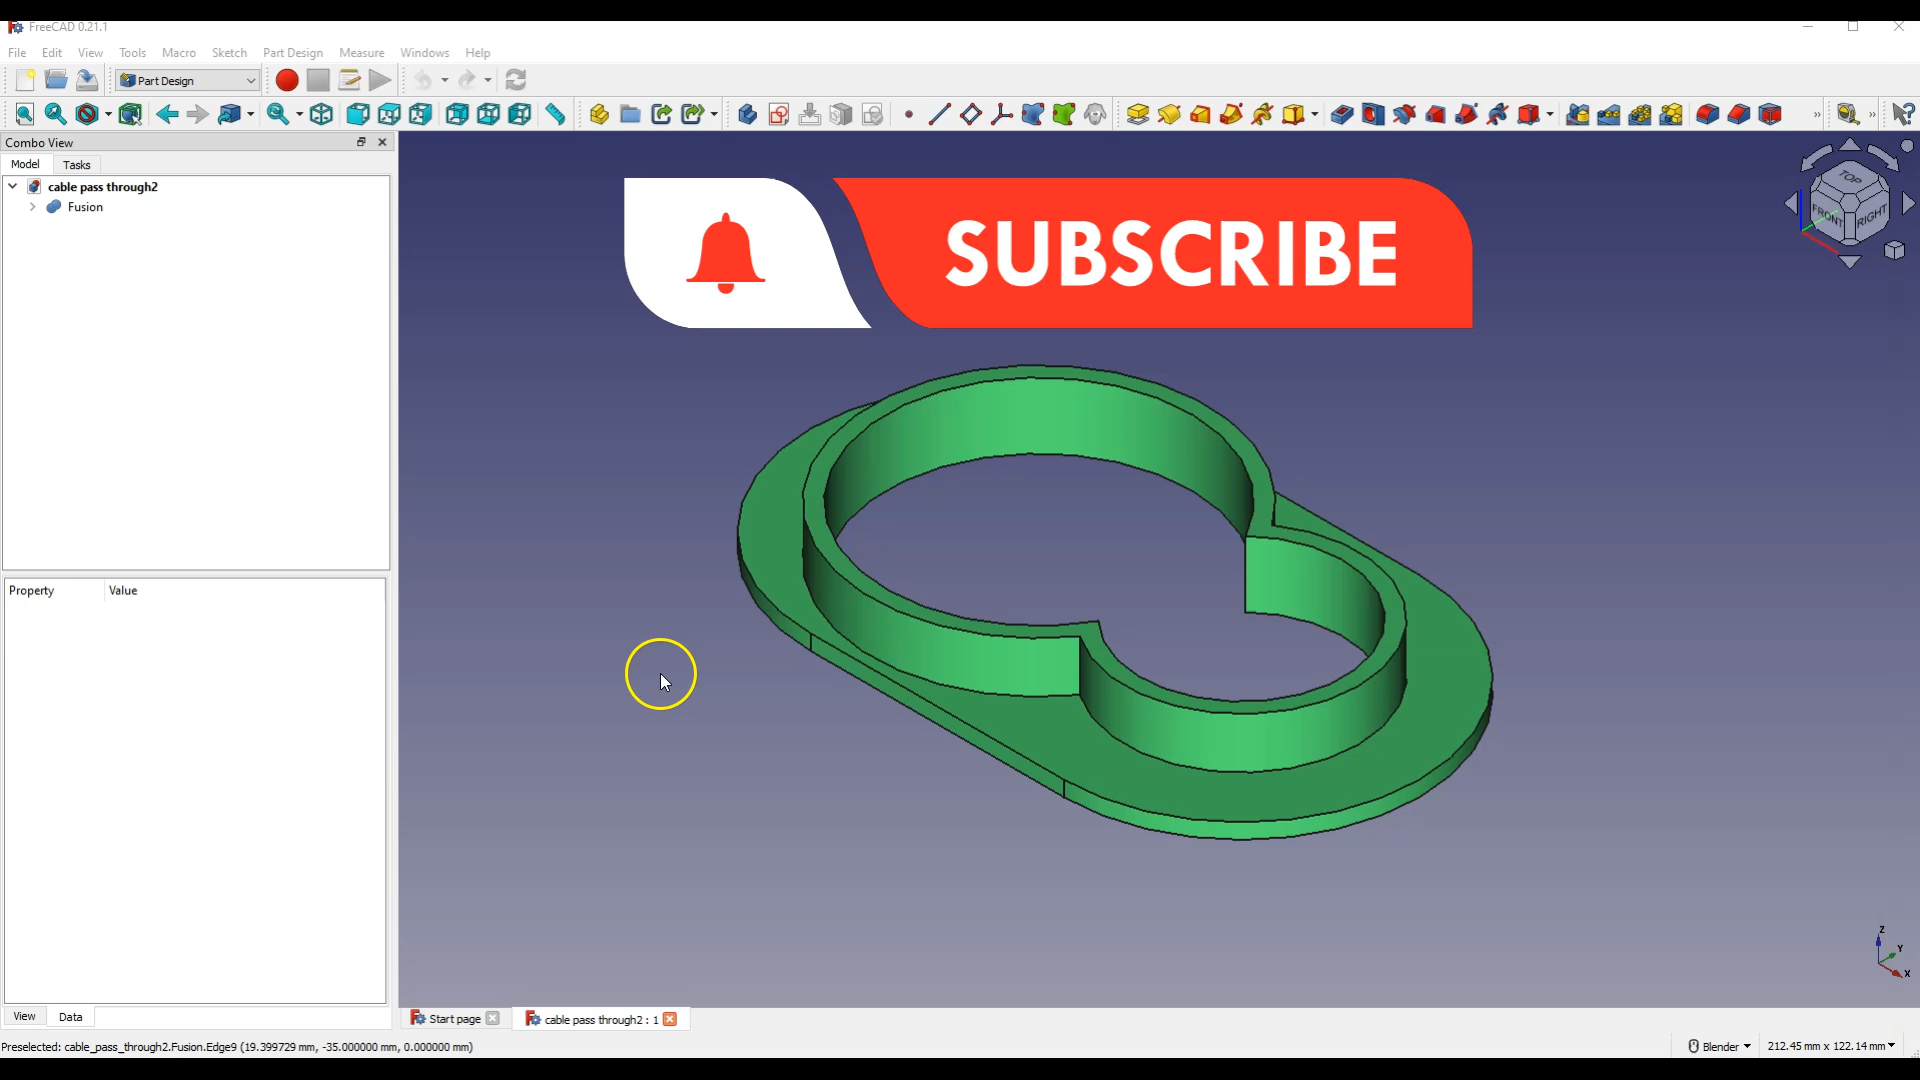 FreeCAD 0.21.1
File Edit View Tools Macro Sketch Part Design Measure Windows Help
Part Design
Combo View
Model Tasks
cable pass through2
Fusion
SUBSCRIBE
TOP
FRONT
RIGHT
Property Value
Z
Y
X
View Data
Start page
cable pass through2 : 1
Preselected: cable_pass_through2.Fusion.Edge9 (19.399729 mm, -35.000000 mm, 0.000000 mm)
Blender
212.45 mm x 122.14 mm